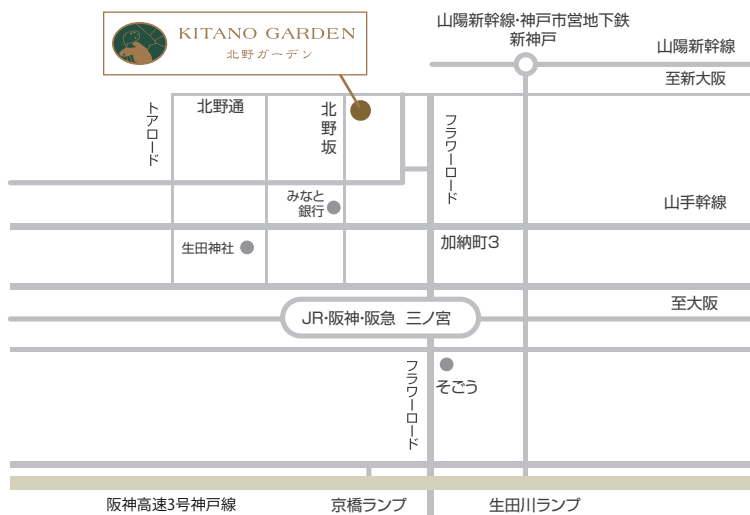 KITANO GARDEN
北野ガーデン
山陽新幹線・神戸市営地下鉄
新神戸
山陽新幹線
至新大阪
トアロード
北野通
北野坂
フラワーロード
みなと
銀行
山手幹線
生田神社
加納町3
至大阪
JR・阪神・阪急 三ノ宮
フラワーロード
そごう
阪神高速3号神戸線
京橋ランプ
生田川ランプ